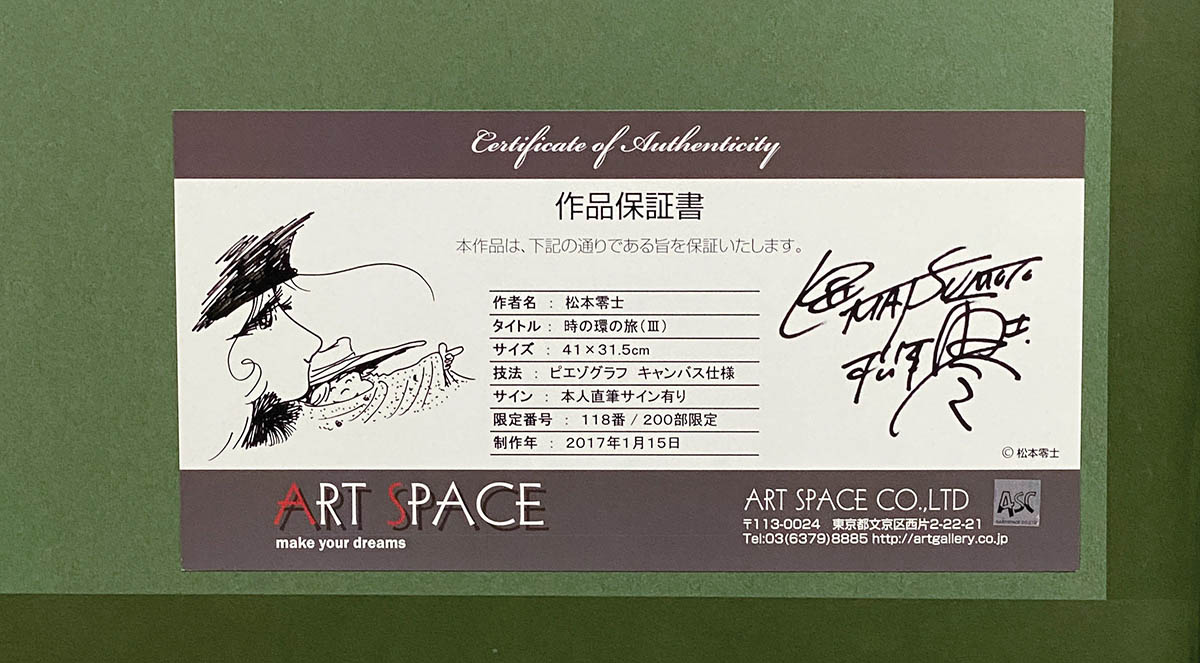 Certificate of Authenticity
作品保証書
本作品は、下記の通りである旨を保証いたします。
作者名 : 松本零士
タイトル : 時の環の旅(Ⅲ)
サイズ : 41×31.5cm
技法 : ピエゾグラフ キャンバス仕様
サイン : 本人直筆サイン有り
限定番号 : 118番 / 200部限定
制作年 : 2017年1月15日
MATSUMOTO
© 松本零士
ART SPACE
make your dreams
ART SPACE CO.,LTD
〒113-0024 東京都文京区西片2-22-21
Tel:03(6379)8885 http://artgallery.co.jp
ASC